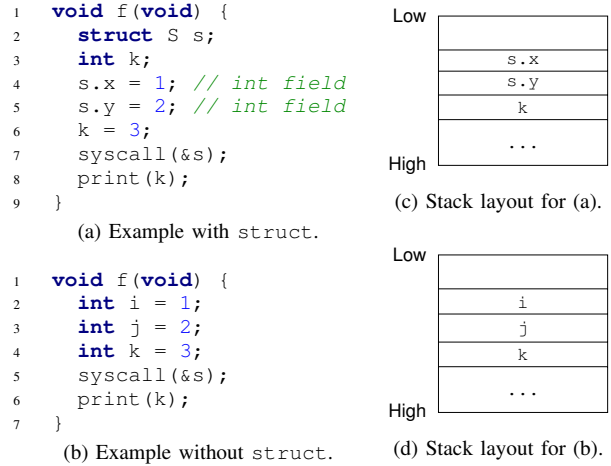 1 void f(void) {
2 struct S s;
3 int k;
4 s.x = 1; // int field
5 s.y = 2; // int field
6 k = 3;
7 syscall(&s);
8 print(k);
9 }
(a) Example with struct.
Low
s.x
s.y
k
...
High
(c) Stack layout for (a).
1 void f(void) {
2 int i = 1;
3 int j = 2;
4 int k = 3;
5 syscall(&s);
6 print(k);
7 }
(b) Example without struct.
Low
i
j
k
...
High
(d) Stack layout for (b).